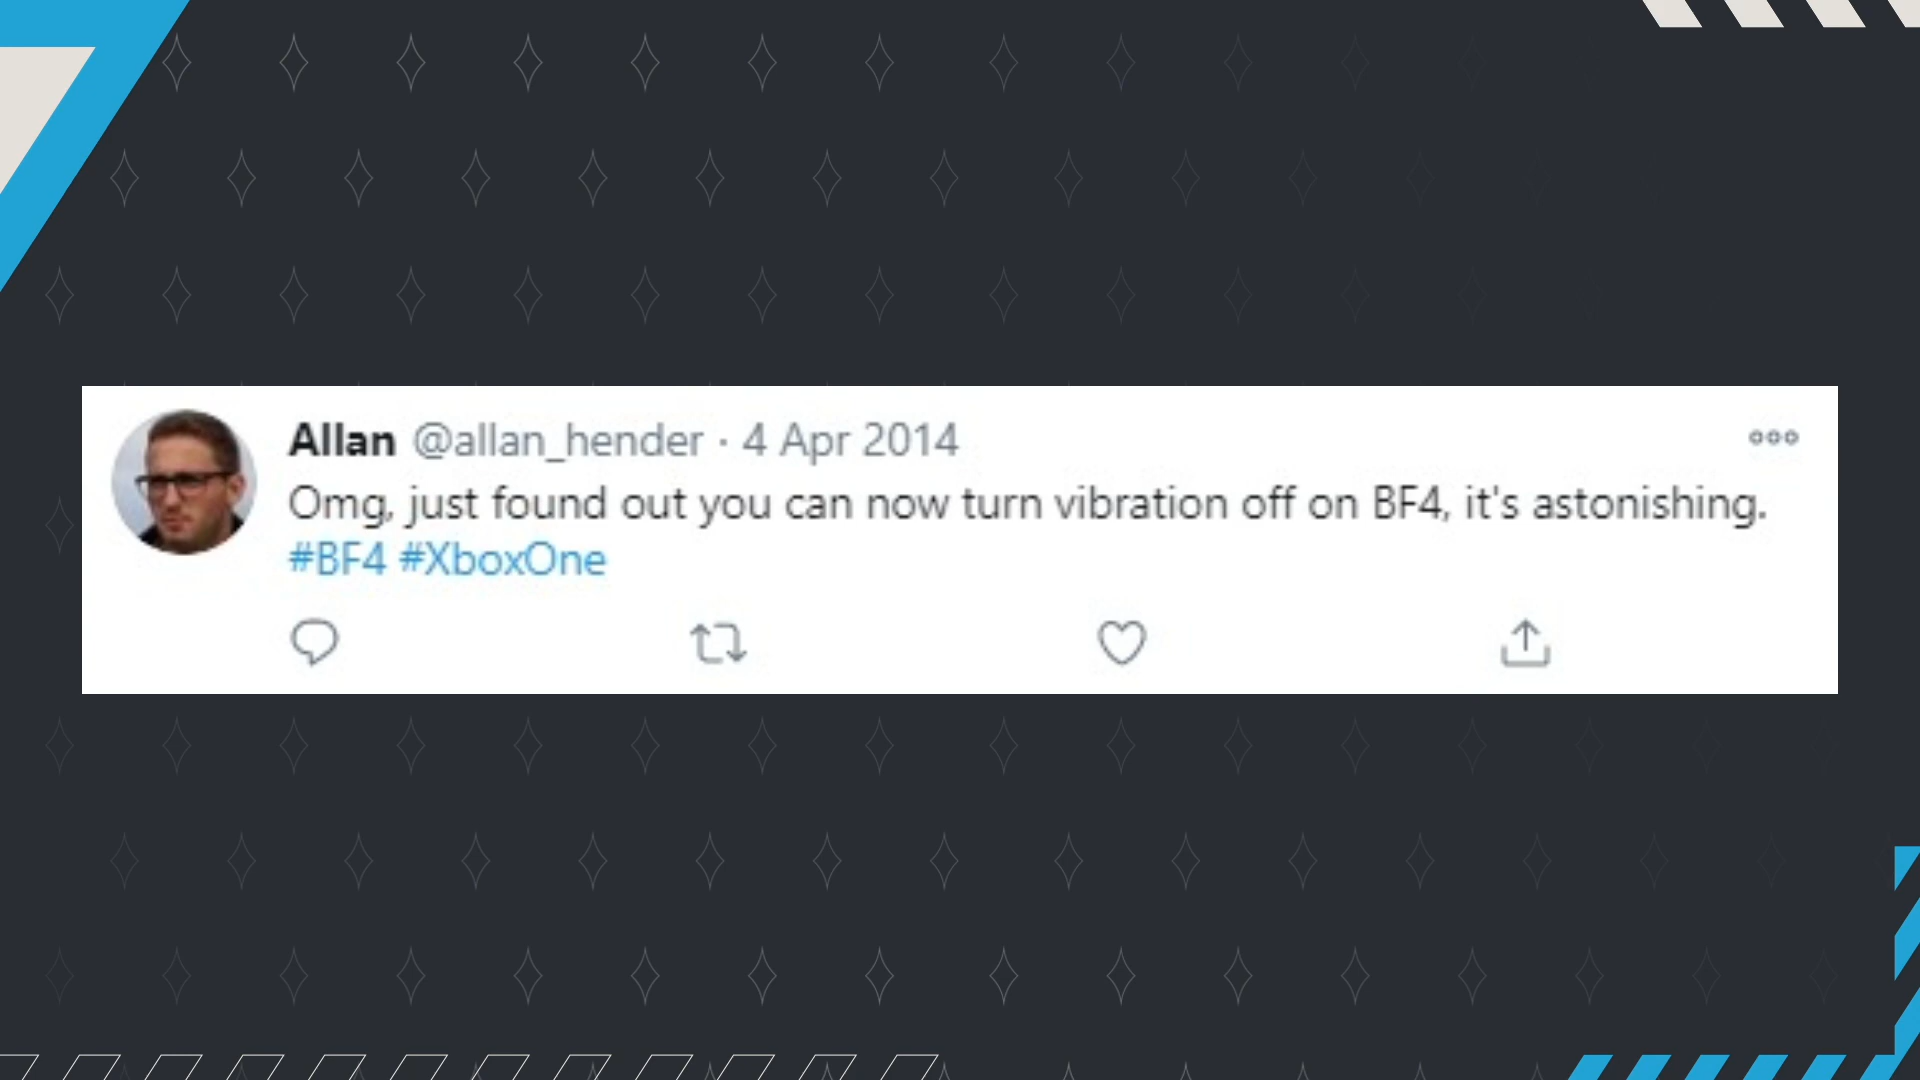 Allan @allan_hender · 4 Apr 2014
Omg, just found out you can now turn vibration off on BF4, it's astonishing.
#BF4 #XboxOne